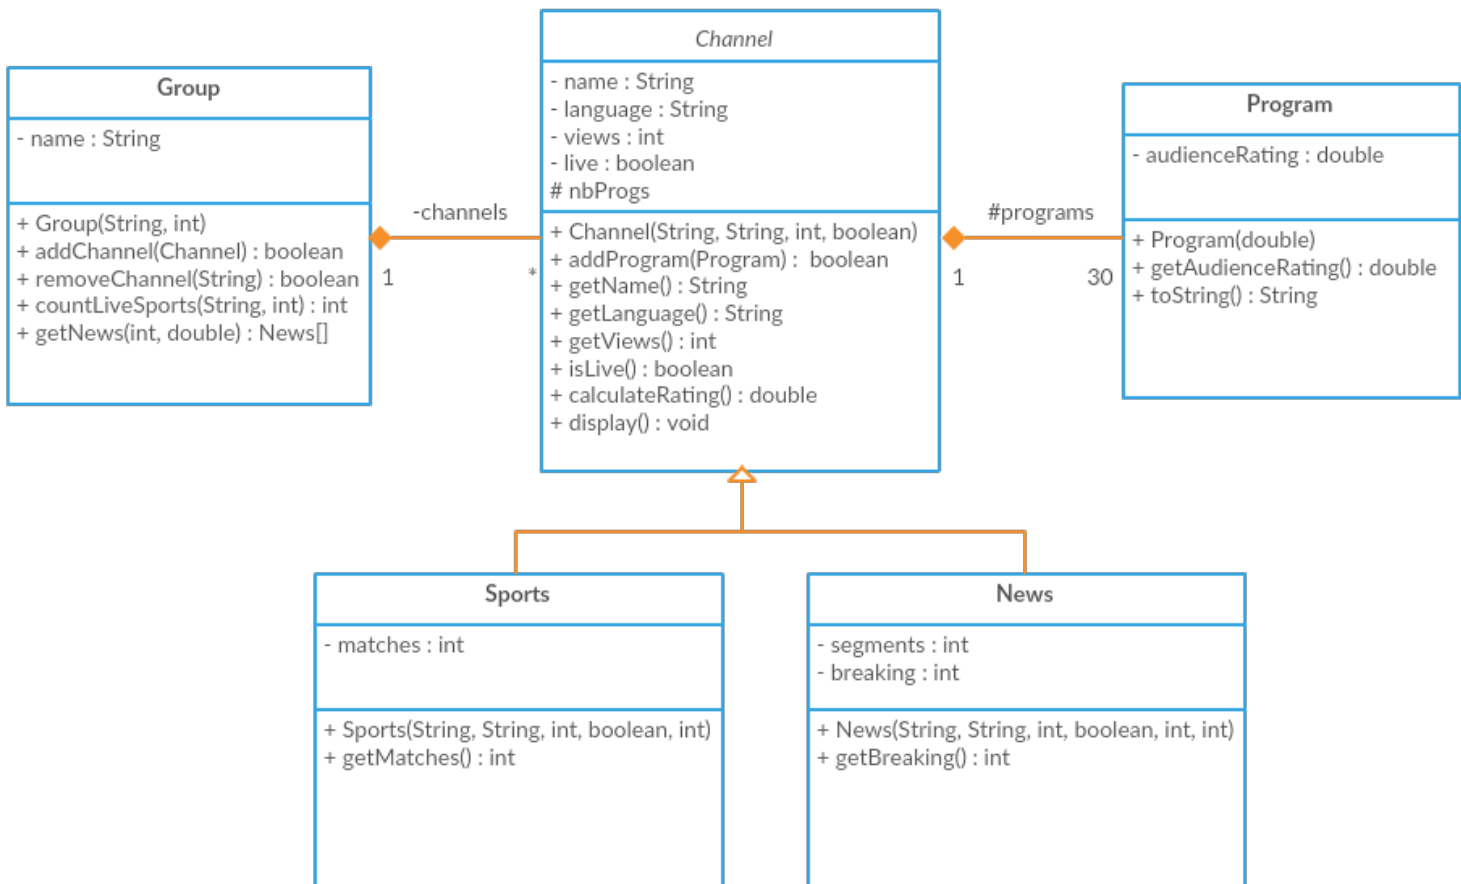 Group
- name : String
+ Group(String, int)
+ addChannel(Channel) : boolean
+ removeChannel(String) : boolean
+ countLiveSports(String, int) : int
+ getNews(int, double) : News[]
-channels
1
*
Channel
- name : String
- language : String
- views : int
- live : boolean
# nbProgs
+ Channel(String, String, int, boolean)
+ addProgram(Program) :  boolean
+ getName() : String
+ getLanguage() : String
+ getViews() : int
+ isLive() : boolean
+ calculateRating() : double
+ display() : void
#programs
1
30
Program
- audienceRating : double
+ Program(double)
+ getAudienceRating() : double
+ toString() : String
Sports
- matches : int
+ Sports(String, String, int, boolean, int)
+ getMatches() : int
News
- segments : int
- breaking : int
+ News(String, String, int, boolean, int, int)
+ getBreaking() : int